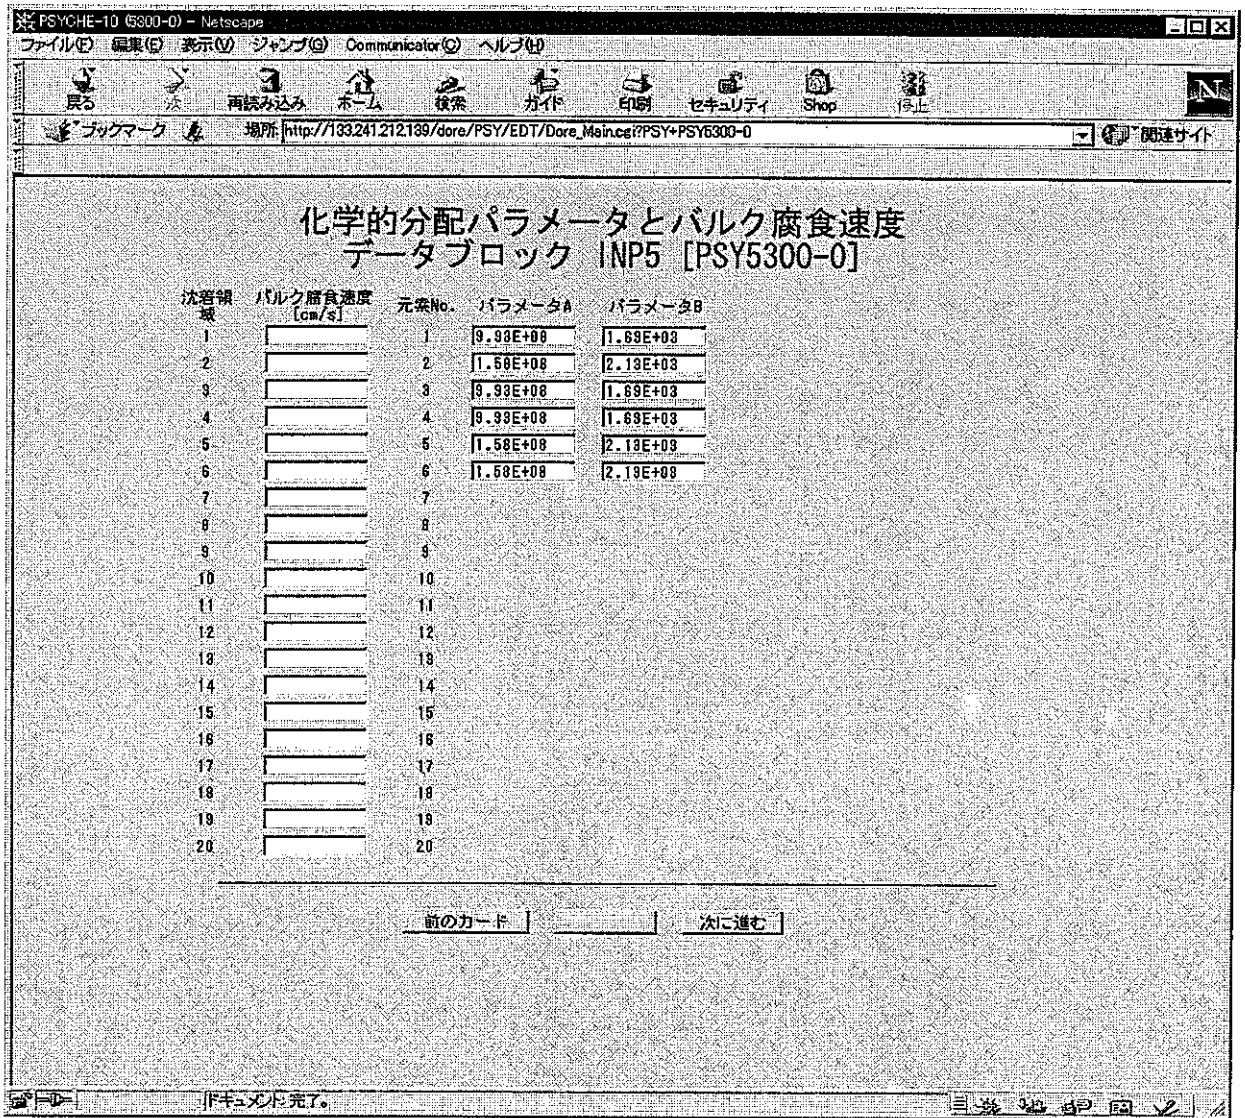 PSYCHE-10 (5300-0) - Netscape
ファイル(F) 編集(E) 表示(V) ジャンプ(G) Communicator(C) ヘルプ(H)
戻る 次 再読み込み ホーム 検索 ガイド 印刷 セキュリティ Shop 停止
ブックマーク 場所: http://133.241.212.139/dore/PSY/EDT/Dore_Main.cgi?PSY+PSY5300-0 関連サイト
化学的分配パラメータとバルク腐食速度
データブロック INP5 [PSY5300-0]
沈着領域 バルク腐食速度 [cm/s] 元素No. パラメータA パラメータB
1 1 9.93E+08 1.69E+03
2 2 1.58E+08 2.13E+03
3 3 9.93E+08 1.69E+03
4 4 9.93E+08 1.69E+03
5 5 1.58E+08 2.13E+03
6 6 1.58E+08 2.13E+03
7 7
8 8
9 9
10 10
11 11
12 12
13 13
14 14
15 15
16 16
17 17
18 18
19 19
20 20
前のカード 次に進む
ドキュメント: 完了。